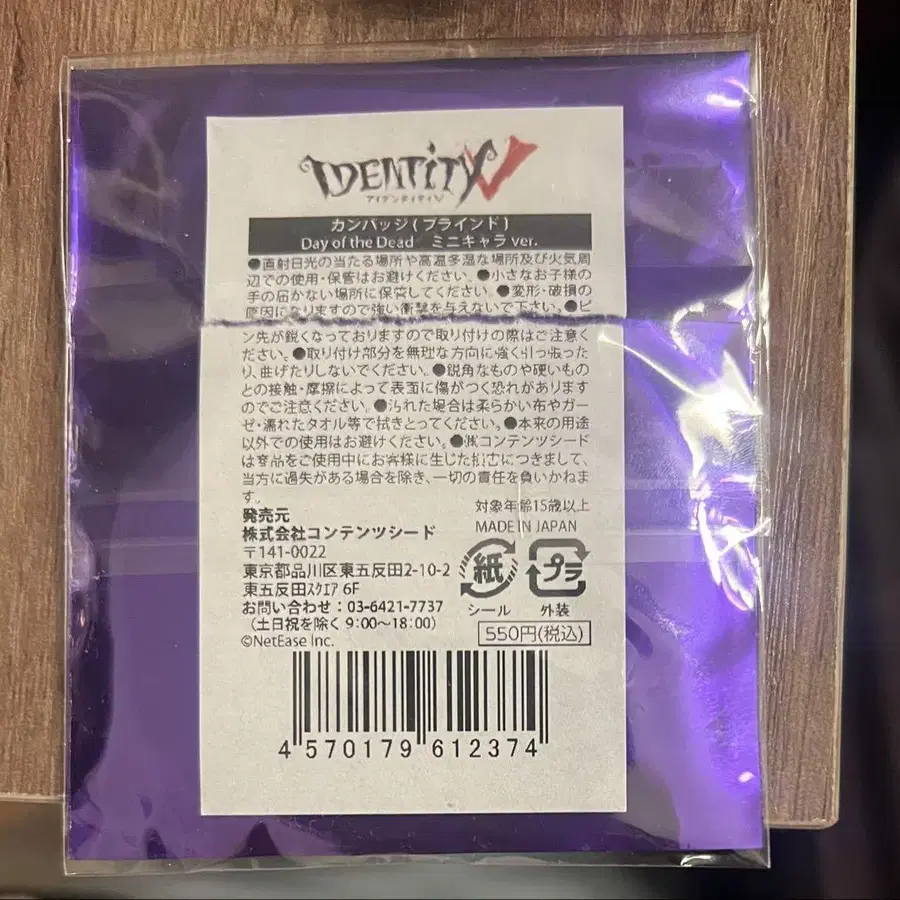 IDENTITY V
アイデンティティV
カンバッジ(ブラインド)
Day of the Dead ミニキャラ ver.
●直射日光の当たる場所や高温多湿な場所及び火気周
辺での使用・保管はお避けください。●小さなお子様の
手の届かない場所に保管してください。●変形・破損の
原因になりますので強い衝撃を与えないで下さい。●ピ
ン先が鋭くなっておりますので取り付けの際はご注意く
ださい。●取り付け部分を無理な方向に強く引っ張った
り、曲げたりしないでください。●鋭角なものや硬いもの
との接触・摩擦によって表面に傷がつく恐れがあります
のでご注意ください。●汚れた場合は柔らかい布やガー
ゼ・濡れたタオル等で拭きとってください。●本来の用途
以外での使用はお避けください。●㈱コンテンツシード
は商品をご使用中にお客様に生じた損害につきまして、
当方に過失がある場合を除き、一切の責任を負いかねま
す。
対象年齢15歳以上
発売元
MADE IN JAPAN
株式会社コンテンツシード
〒141-0022
東京都品川区東五反田2-10-2
東五反田スクエア 6F
紙
プラ
シール
外装
お問い合わせ：03-6421-7737
(土日祝を除く 9:00〜18:00)
550円(税込)
©NetEase Inc.
4 570179 612374